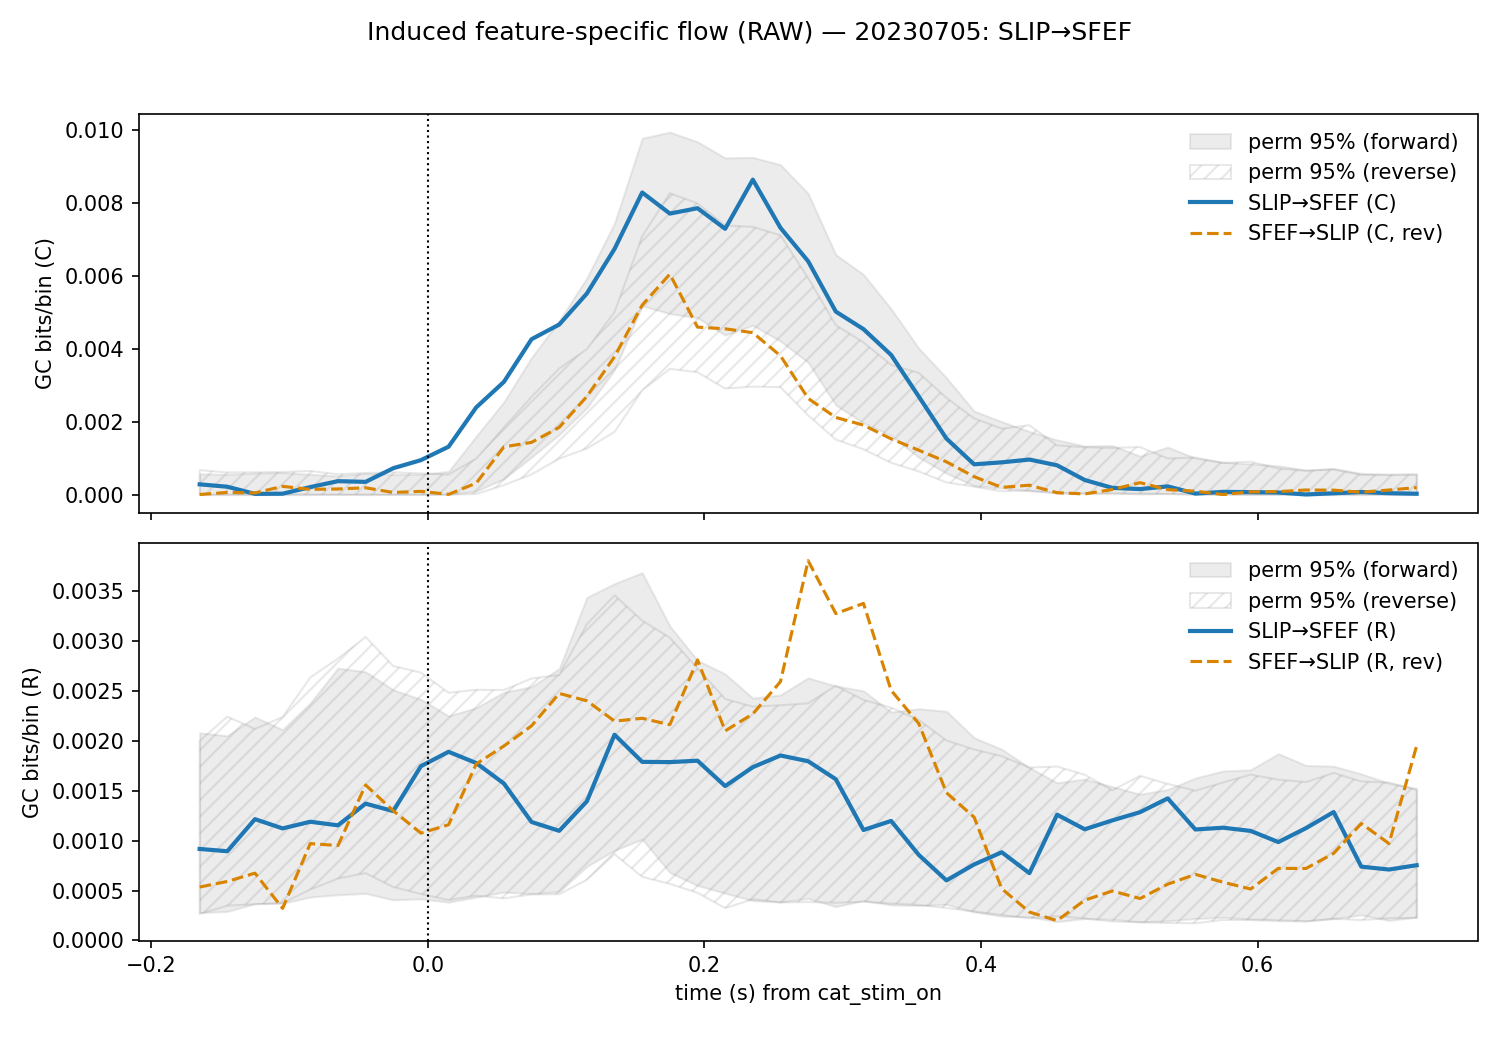 Induced feature-specific flow (RAW) — 20230705: SLIP→SFEF
GC bits/bin (C)
0.010
0.008
0.006
0.004
0.002
0.000
perm 95% (forward)
perm 95% (reverse)
SLIP→SFEF (C)
SFEF→SLIP (C, rev)
GC bits/bin (R)
0.0035
0.0030
0.0025
0.0020
0.0015
0.0010
0.0005
0.0000
perm 95% (forward)
perm 95% (reverse)
SLIP→SFEF (R)
SFEF→SLIP (R, rev)
−0.2 0.0 0.2 0.4 0.6
time (s) from cat_stim_on